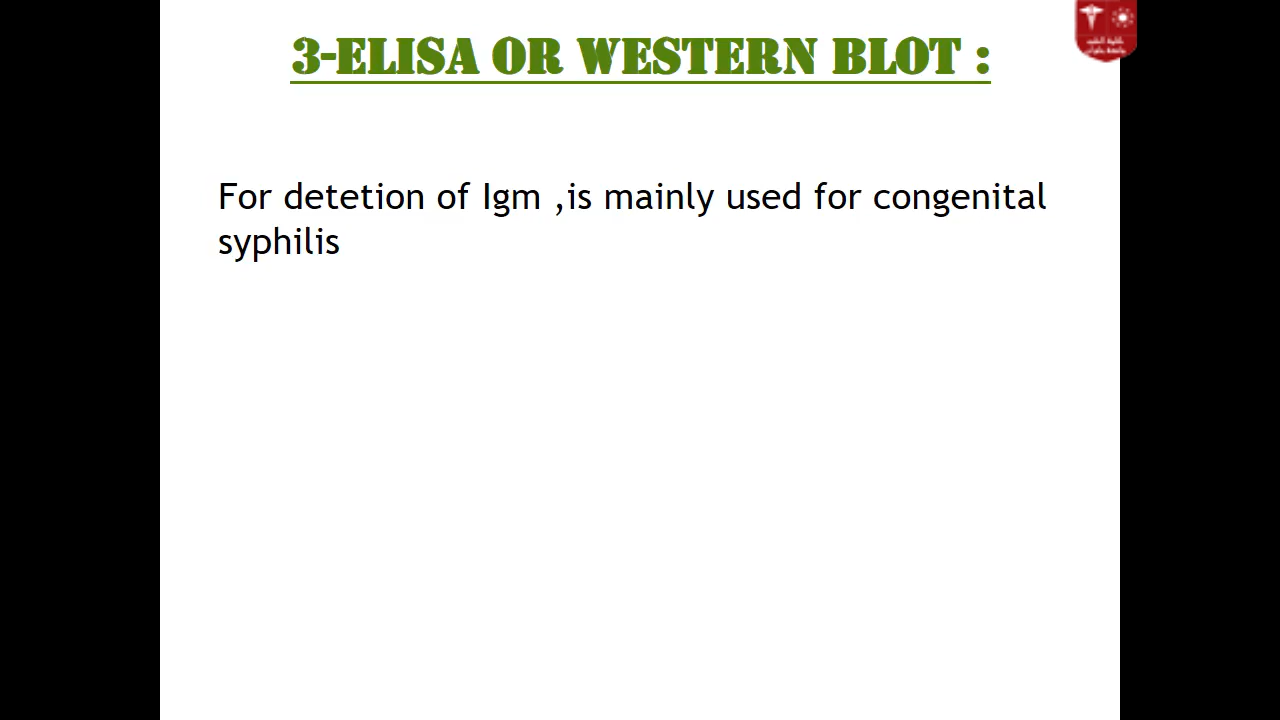 3-ELISA OR WESTERN BLOT :
For detetion of Igm ,is mainly used for congenital
syphilis